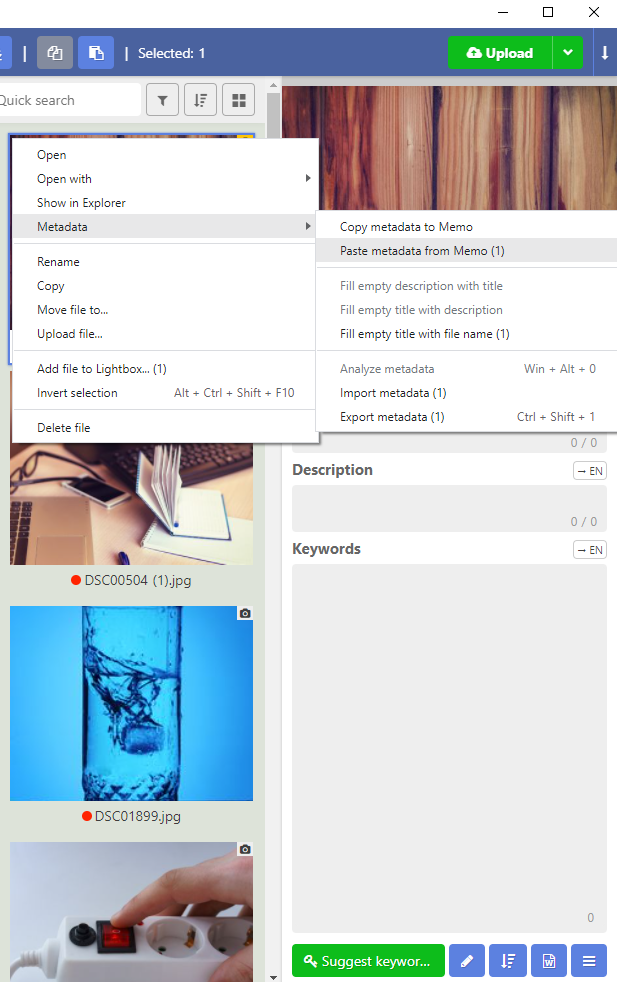 Selected: 1
Upload
Quick search
Open
Open with
Show in Explorer
Metadata
Rename
Copy
Move file to...
Upload file...
Add file to Lightbox... (1)
Invert selection Alt + Ctrl + Shift + F10
Delete file
Copy metadata to Memo
Paste metadata from Memo (1)
Fill empty description with title
Fill empty title with description
Fill empty title with file name (1)
Analyze metadata Win + Alt + 0
Import metadata (1)
Export metadata (1) Ctrl + Shift + 1
0 / 0
Description → EN
0 / 0
Keywords → EN
0
DSC00504 (1).jpg
DSC01899.jpg
Suggest keywor...
W